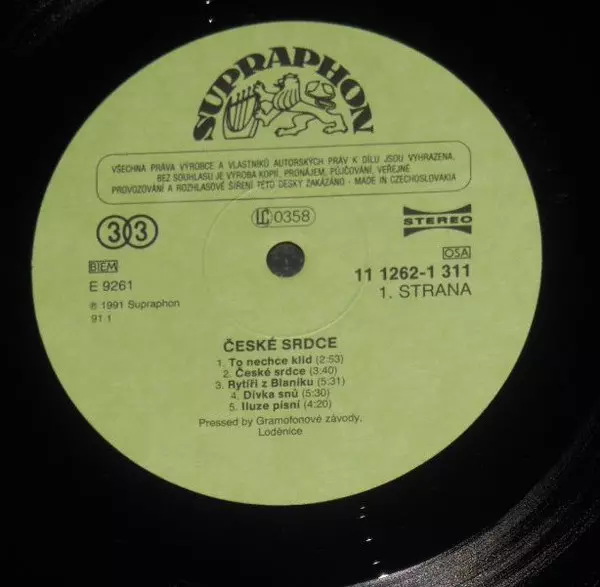 SUPRAPHON
VŠECHNA PRÁVA VÝROBCE A VLASTNÍKŮ AUTORSKÝCH PRÁV K DÍLU JSOU VYHRAZENA.
BEZ SOUHLASU JE VÝROBA KOPIÍ, PRONÁJEM, PŮJČOVÁNÍ, VEŘEJNÉ
PROVOZOVÁNÍ A ROZHLASOVÉ ŠÍŘENÍ TÉTO DESKY ZAKÁZÁNO · MADE IN CZECHOSLOVAKIA
33
LC 0358
STEREO
BIEM
OSA
E 9261
11 1262-1 311
℗ 1991 Supraphon
1. STRANA
91 1
ČESKÉ SRDCE
1. To nechce klid (2:53)
2. České srdce (3:40)
3. Rytíři z Blaníku (5:31)
4. Dívka snů (5:30)
5. Iluze písní (4:20)
Pressed by Gramofonové závody,
Loděnice